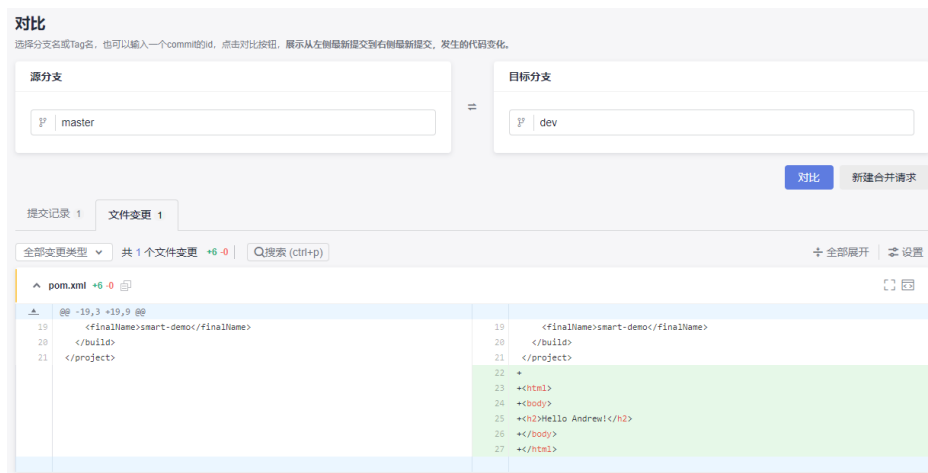 对比
选择分支名或Tag名，也可以输入一个commit的id，点击对比按钮，展示从左侧最新提交到右侧最新提交，发生的代码变化。
源分支
目标分支
master
dev
对比 新建合并请求
提交记录 1 文件变更 1
全部变更类型 共 1 个文件变更 +6 -0 搜索 (ctrl+p) 全部展开 设置
pom.xml +6 -0
@@ -19,3 +19,9 @@
19 <finalName>smart-demo</finalName> 19 <finalName>smart-demo</finalName>
20 </build> 20 </build>
21 </project> 21 </project>
22 +
23 +<html>
24 +<body>
25 +<h2>Hello Andrew!</h2>
26 +</body>
27 +</html>